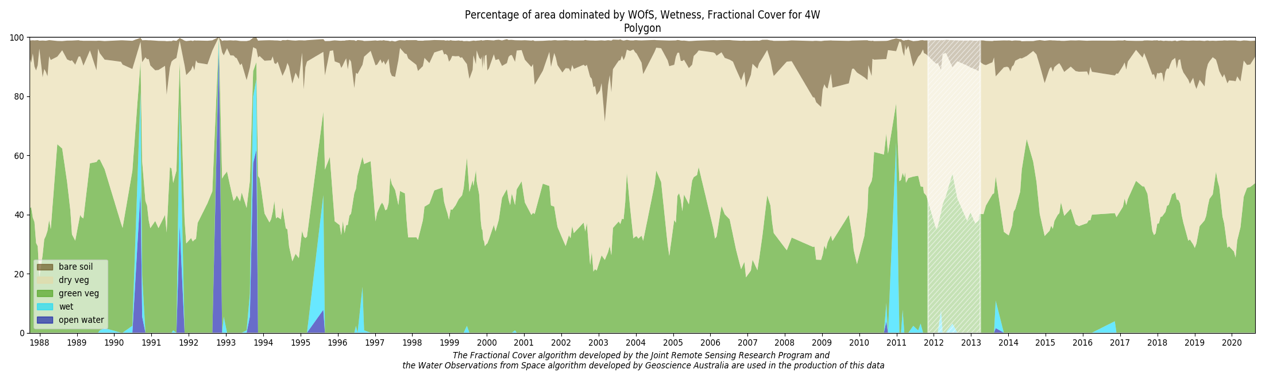 Percentage of area dominated by WOfS, Wetness, Fractional Cover for 4W
Polygon
100
80
60
40
20
0
bare soil
dry veg
green veg
wet
open water
1988 1989 1990 1991 1992 1993 1994 1995 1996 1997 1998 1999 2000 2001 2002 2003 2004 2005 2006 2007 2008 2009 2010 2011 2012 2013 2014 2015 2016 2017 2018 2019 2020
The Fractional Cover algorithm developed by the Joint Remote Sensing Research Program and
the Water Observations from Space algorithm developed by Geoscience Australia are used in the production of this data